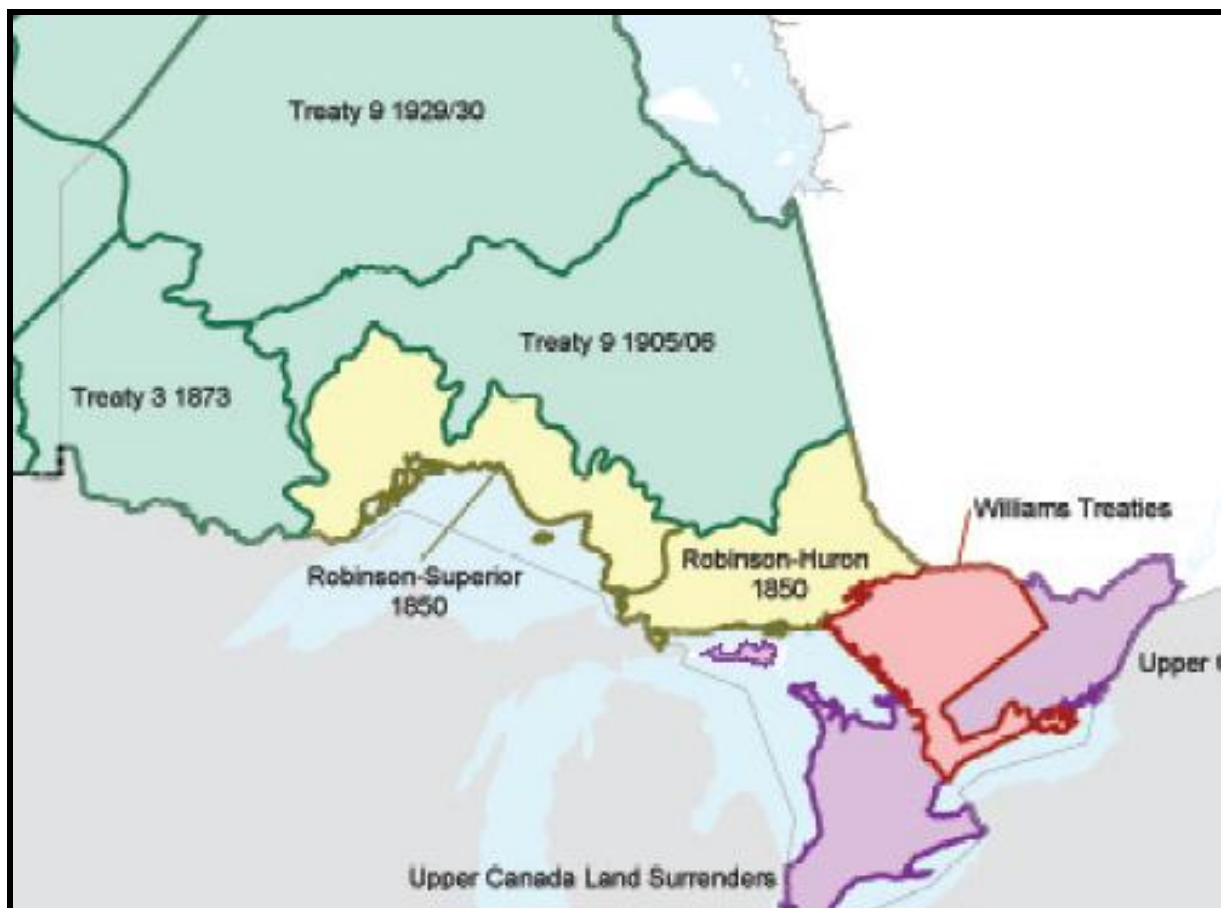 Treaty 9 1929/30
Treaty 9 1905/06
Treaty 3 1873
Williams Treaties
Robinson-Superior
1850
Robinson-Huron
1850
Upper
Upper Canada Land Surrenders